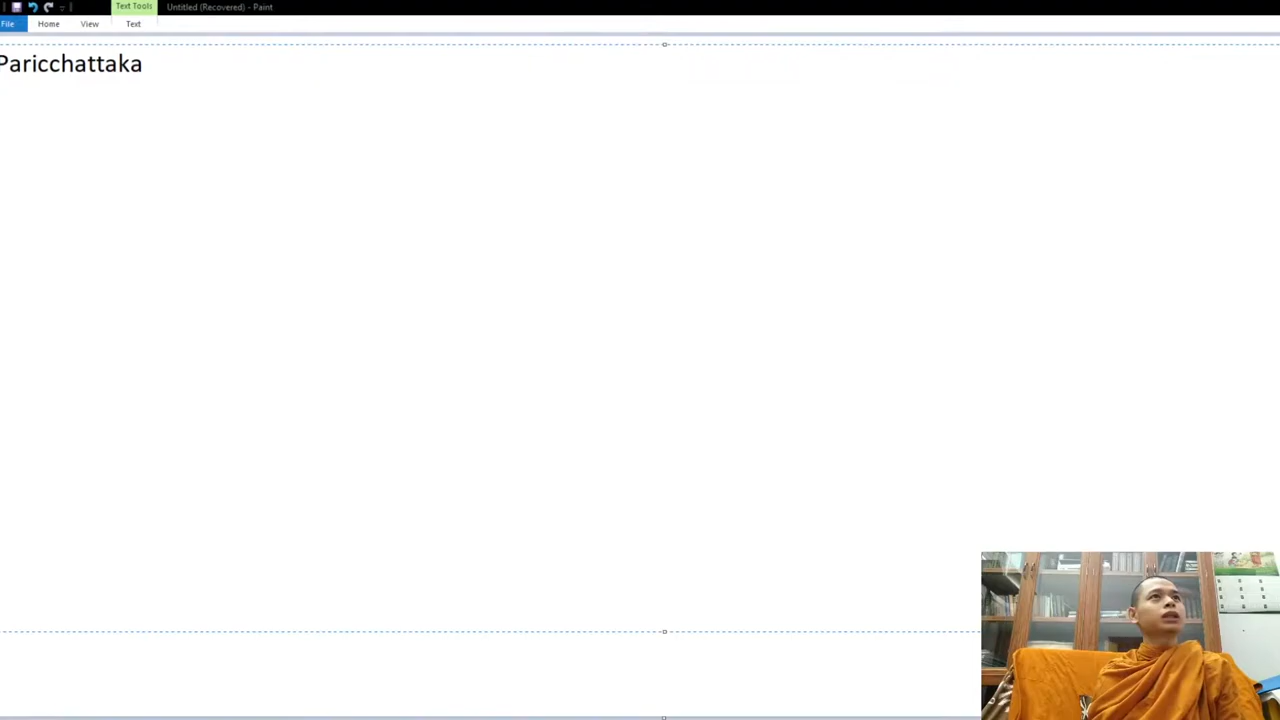 Text Tools
Untitled (Recovered) - Paint
File
Home
View
Text
Paricchattaka